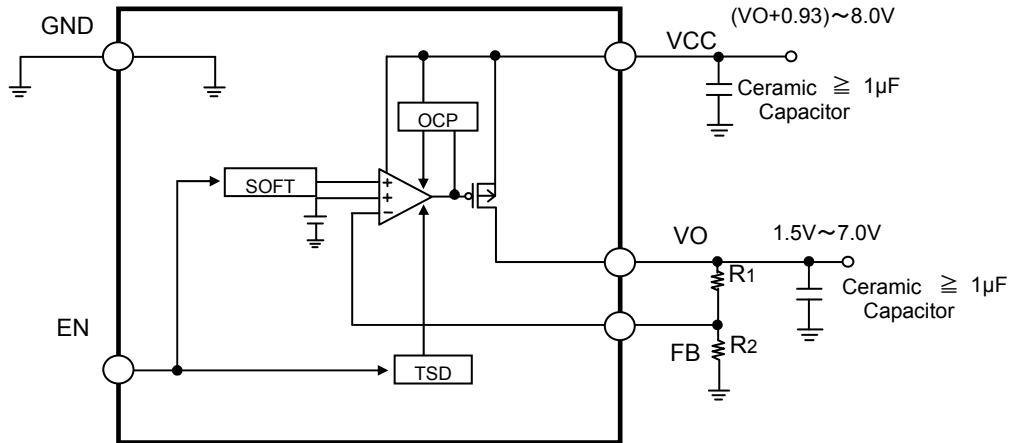 GND
VCC
(VO+0.93)～8.0V
Ceramic ≧ 1µF
Capacitor
OCP
SOFT
+
+
−
VO
1.5V～7.0V
R1
Ceramic ≧ 1µF
Capacitor
EN
FB
R2
TSD